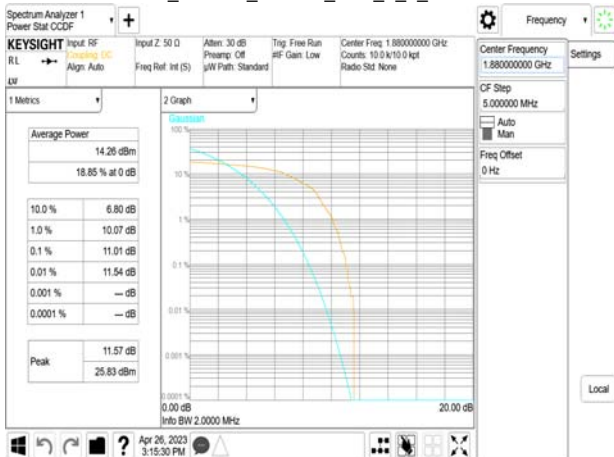 Spectrum Analyzer 1
Power Stat CCDF
Frequency
KEYSIGHT
RL
Input: RF
Coupling: DC
Align: Auto
Input Z: 50 Ω
Freq Ref: Int (S)
Atten: 30 dB
Preamp: Off
µW Path: Standard
Trig: Free Run
#IF Gain: Low
Center Freq: 1.880000000 GHz
Counts: 10.0 k/10.0 kpt
Radio Std: None
Center Frequency
1.880000000 GHz
Settings
CF Step
5.000000 MHz
Auto
Man
Freq Offset
0 Hz
1 Metrics
Average Power
14.26 dBm
18.85 % at 0 dB
10.0 % 6.80 dB
1.0 % 10.07 dB
0.1 % 11.01 dB
0.01 % 11.54 dB
0.001 % --- dB
0.0001 % --- dB
Peak
11.57 dB
25.83 dBm
2 Graph
Gaussian
100 %
10 %
1 %
0.1 %
0.01 %
0.001 %
0.0001 %
0.00 dB
20.00 dB
Info BW 2.0000 MHz
Local
?
Apr 26, 2023
3:15:30 PM